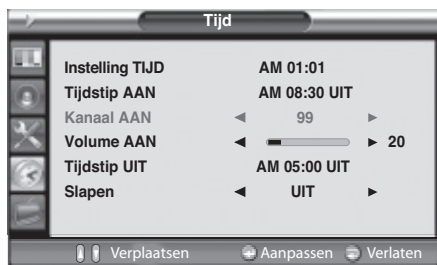 Tijd
Instelling TIJD AM 01:01
Tijdstip AAN AM 08:30 UIT
Kanaal AAN 99
Volume AAN 20
Tijdstip UIT AM 05:00 UIT
Slapen UIT
Verplaatsen Aanpassen Verlaten